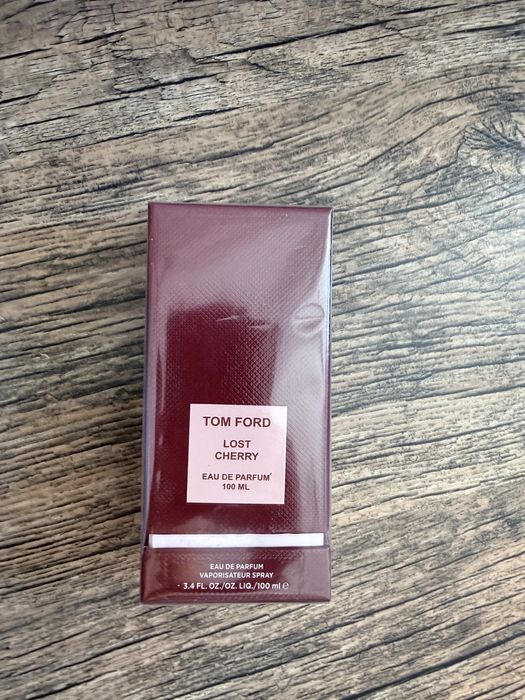 TOM FORD
LOST
CHERRY
EAU DE PARFUM
100 ML
EAU DE PARFUM
VAPORISATEUR SPRAY
3.4 FL. OZ./OZ. LIQ./100 ml ℮